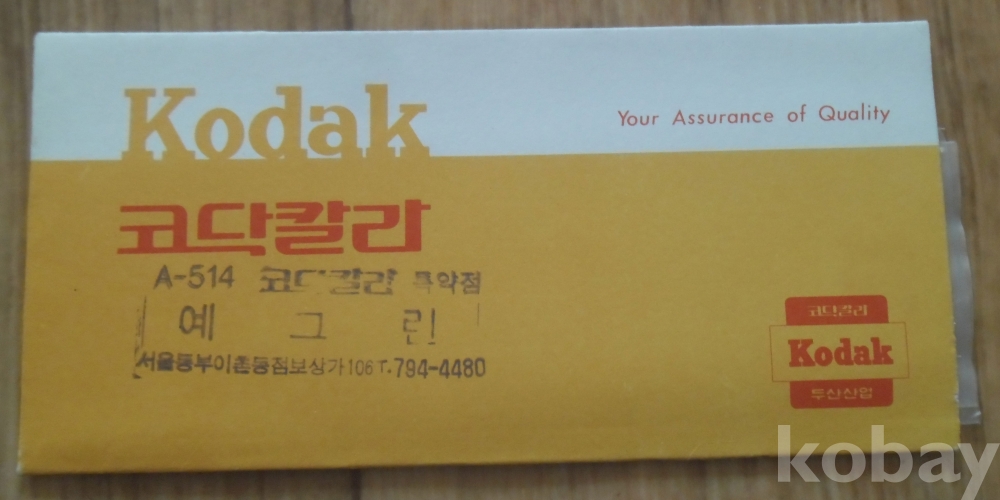 Kodak
Your Assurance of Quality
코닥칼라
A-514 코닥칼라 특약점
예 그 린
서울동부이촌동점보상가106 T.794-4480
코닥칼라
Kodak
두산산업
kobay